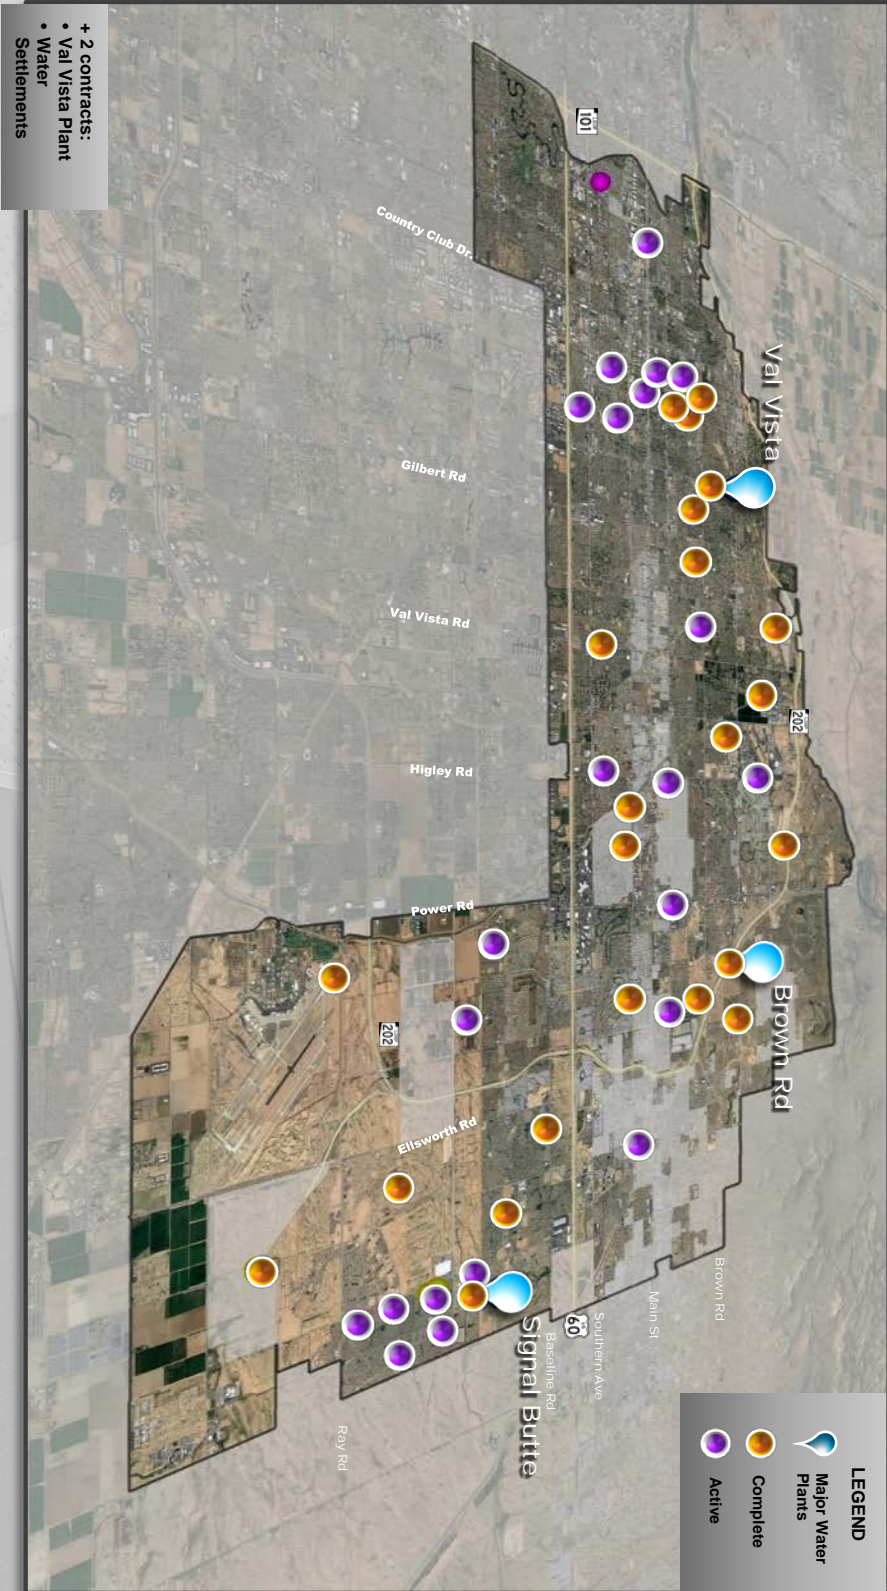 + 2 contracts:
• Val Vista Plant
• Water
Settlements
LOOP
101
Country Club Dr.
Val Vista
Gilbert Rd
Val Vista Rd
202
Higley Rd
Power Rd
Brown Rd
202
Ellsworth Rd
Signal Butte
60
Brown Rd
Main St.
Southern Ave
Baseline Rd
Ray Rd
LEGEND
Major Water
Plants
Complete
Active